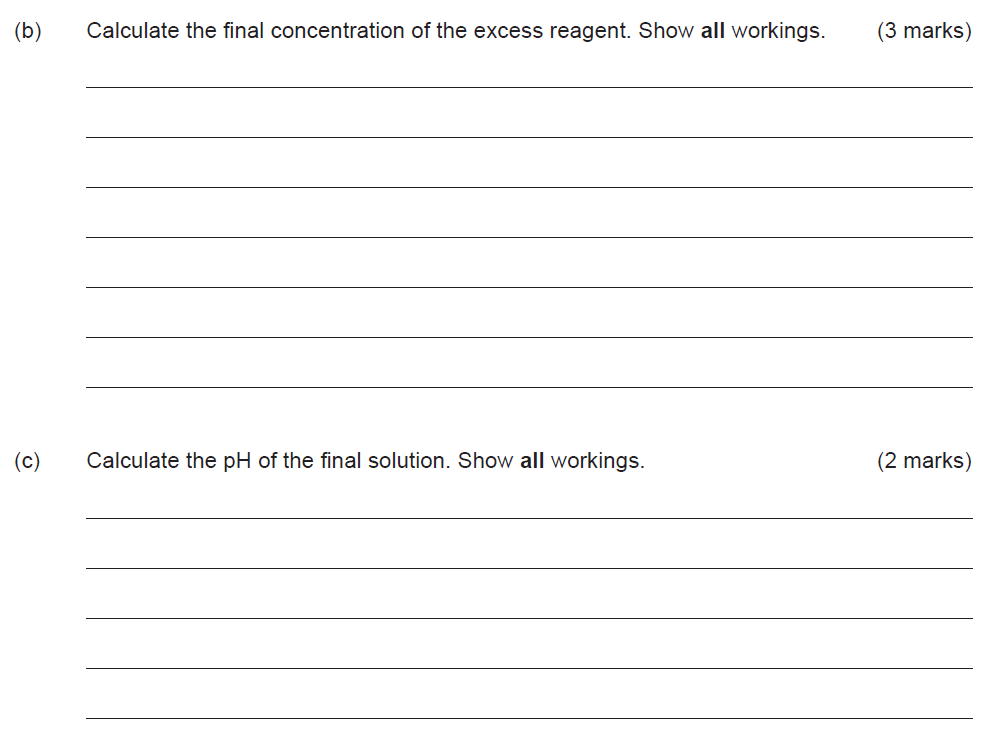 (b) Calculate the final concentration of the excess reagent. Show all workings. (3 marks)
(c) Calculate the pH of the final solution. Show all workings. (2 marks)